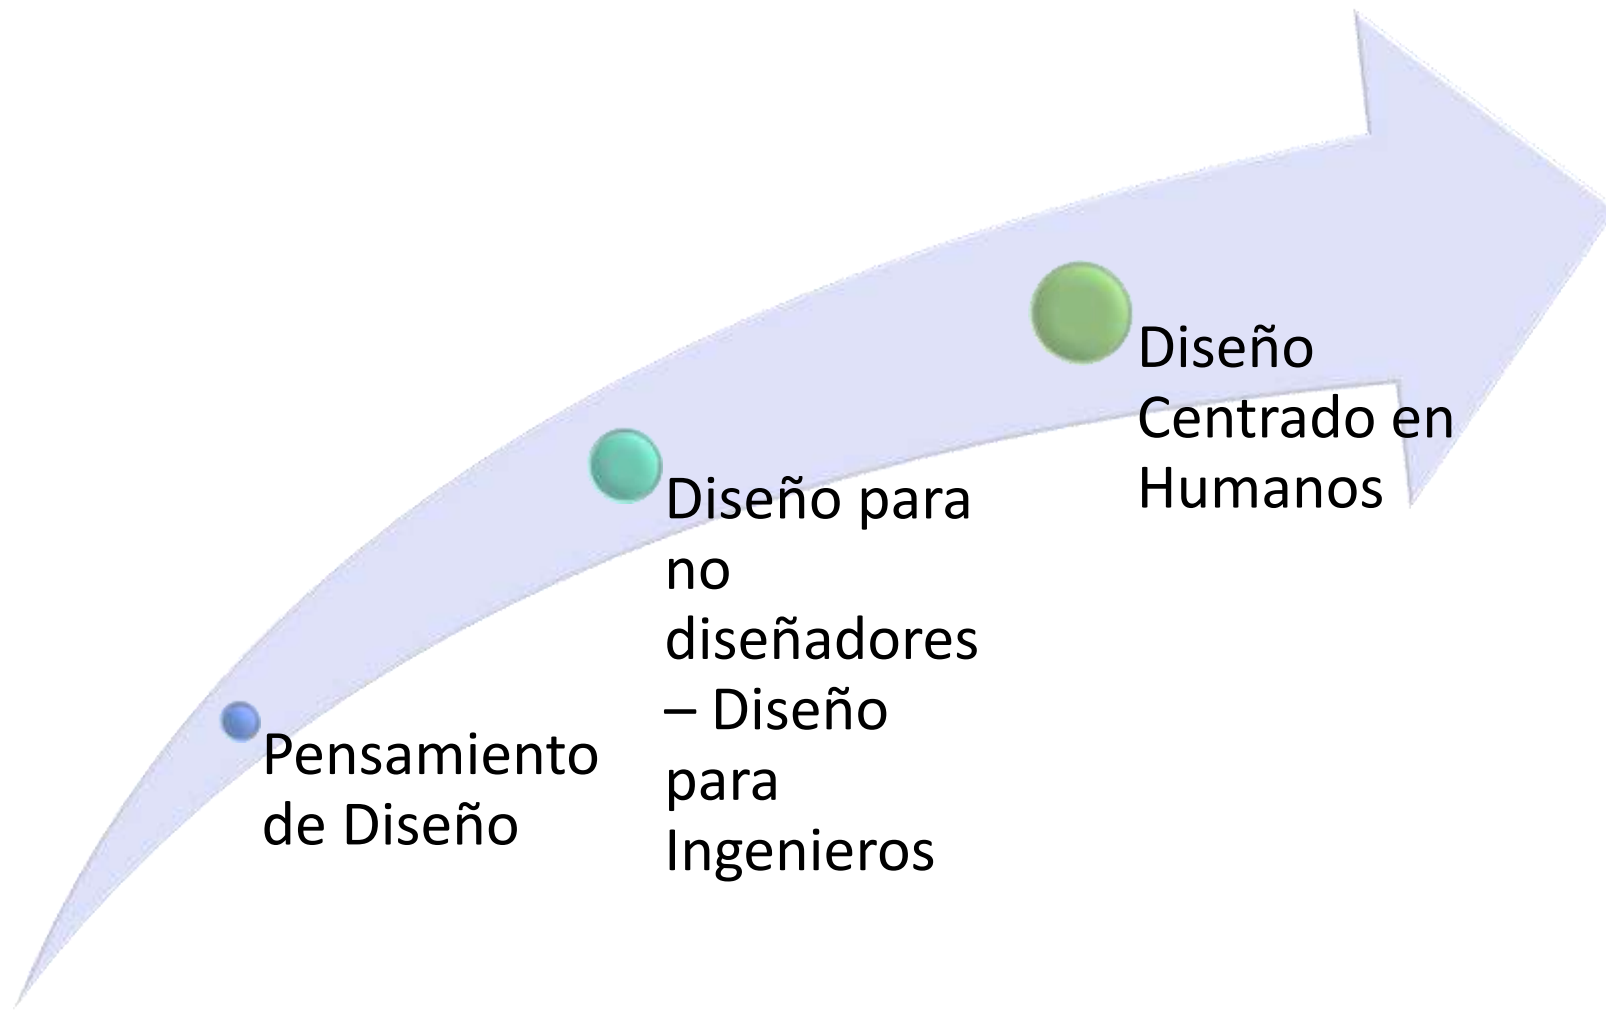 Pensamiento
de Diseño
Diseño para
no
diseñadores
– Diseño
para
Ingenieros
Diseño
Centrado en
Humanos